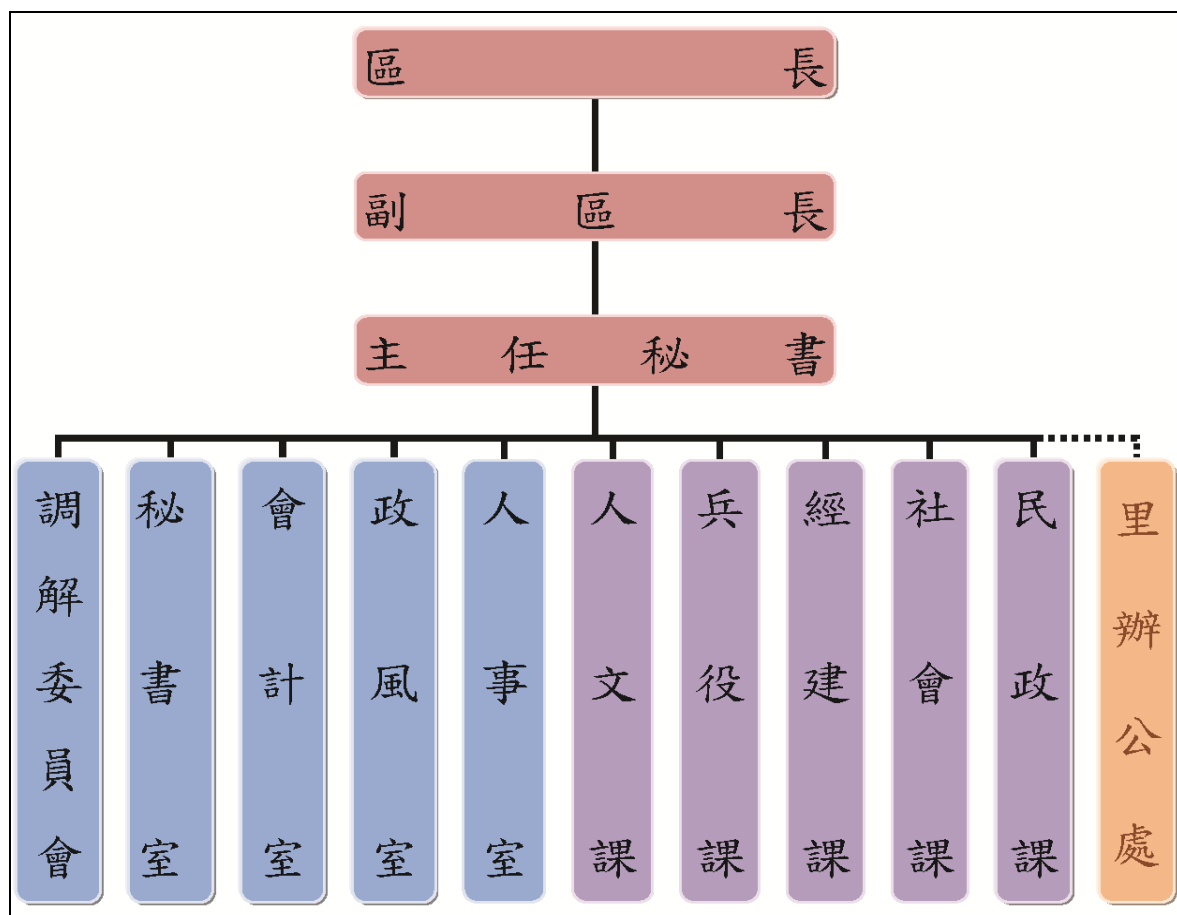 區長
副區長
主任秘書
調解委員會
秘書室
會計室
政風室
人事室
人文課
兵役課
經建課
社會課
民政課
里辦公處